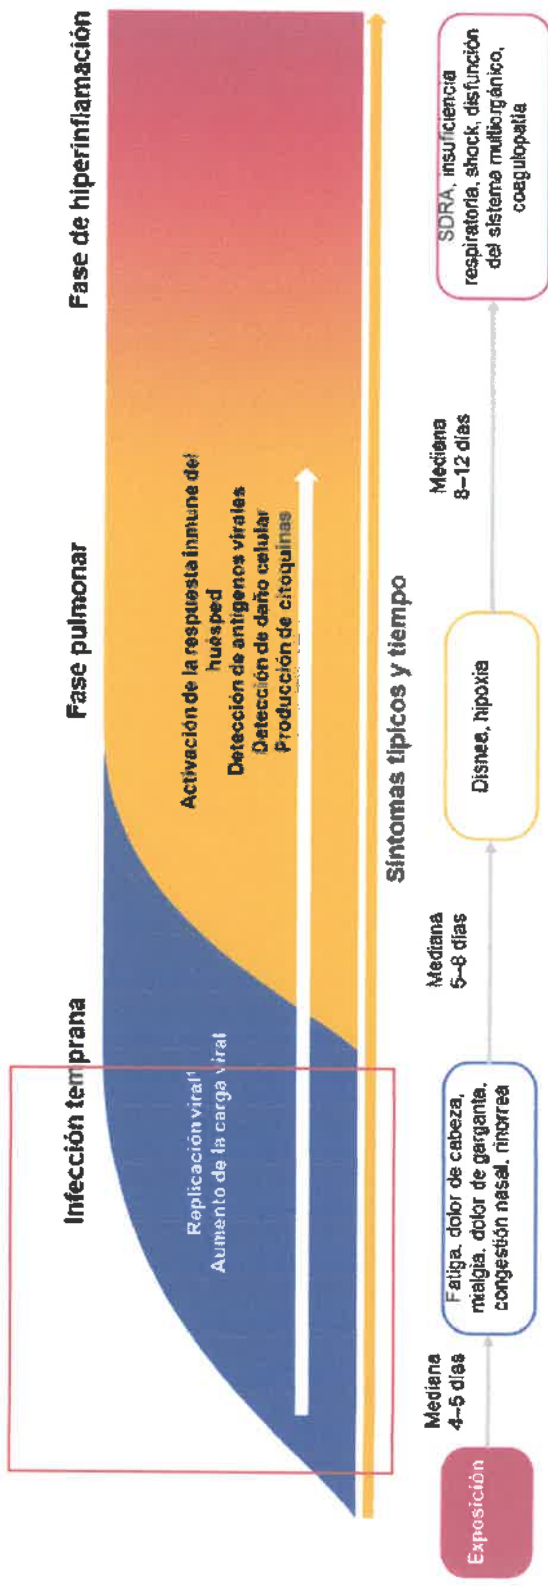 Infección temprana
Fase pulmonar
Fase de hiperinflamación
Replicación viral¹
Aumento de la carga viral
Activación de la respuesta inmune del
huésped
Detección de antígenos virales
Detección de daño celular
Producción de citoquinas
Síntomas típicos y tiempo
Exposición
Mediana
4–5 días
Fatiga, dolor de cabeza,
mialgia, dolor de garganta,
congestión nasal, rinorrea
Mediana
5–8 días
Disnea, hipoxia
Mediana
8–12 días
SDRA, insuficiencia
respiratoria, shock, disfunción
del sistema multiorgánico,
coagulopatía